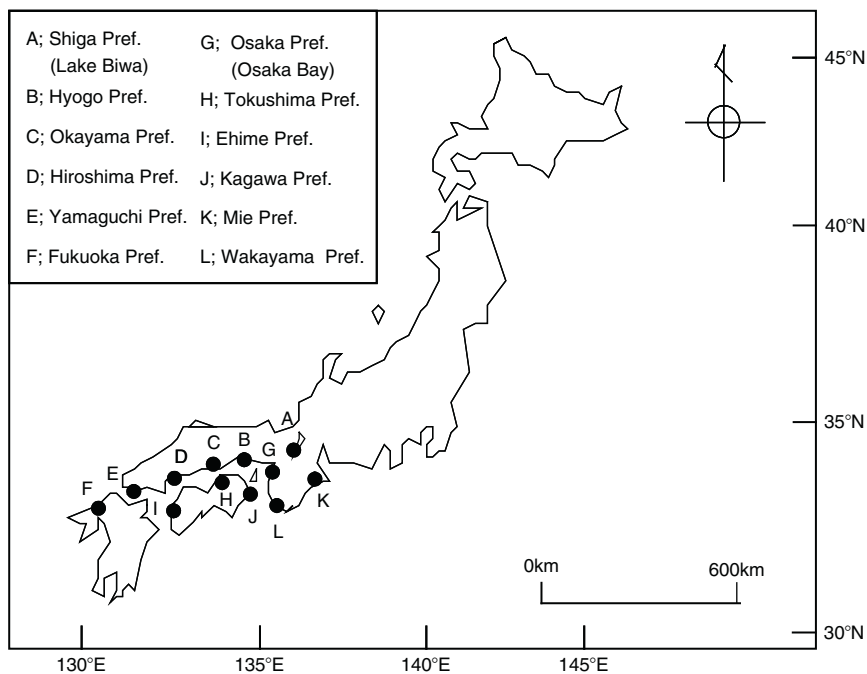 A; Shiga Pref.
(Lake Biwa)
B; Hyogo Pref.
C; Okayama Pref.
D; Hiroshima Pref.
E; Yamaguchi Pref.
F; Fukuoka Pref.
G; Osaka Pref.
(Osaka Bay)
H; Tokushima Pref.
I; Ehime Pref.
J; Kagawa Pref.
K; Mie Pref.
L; Wakayama Pref.
45°N
40°N
35°N
30°N
A
B
C
D
E
F
G
H
I
J
K
L
0km
600km
130°E
135°E
140°E
145°E